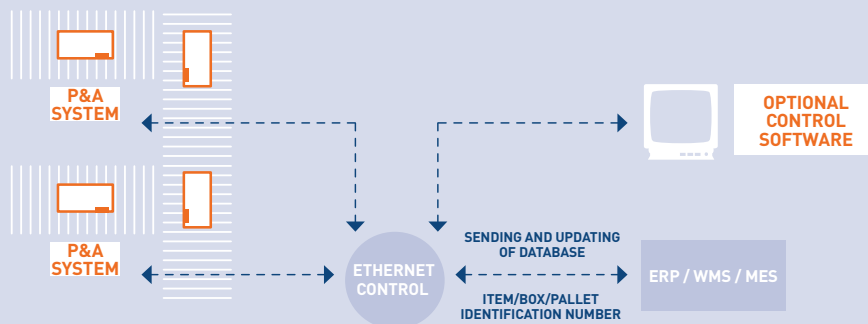 P&A
SYSTEM
OPTIONAL
CONTROL
SOFTWARE
P&A
SYSTEM
ETHERNET
CONTROL
SENDING AND UPDATING
OF DATABASE
ITEM/BOX/PALLET
IDENTIFICATION NUMBER
ERP / WMS / MES